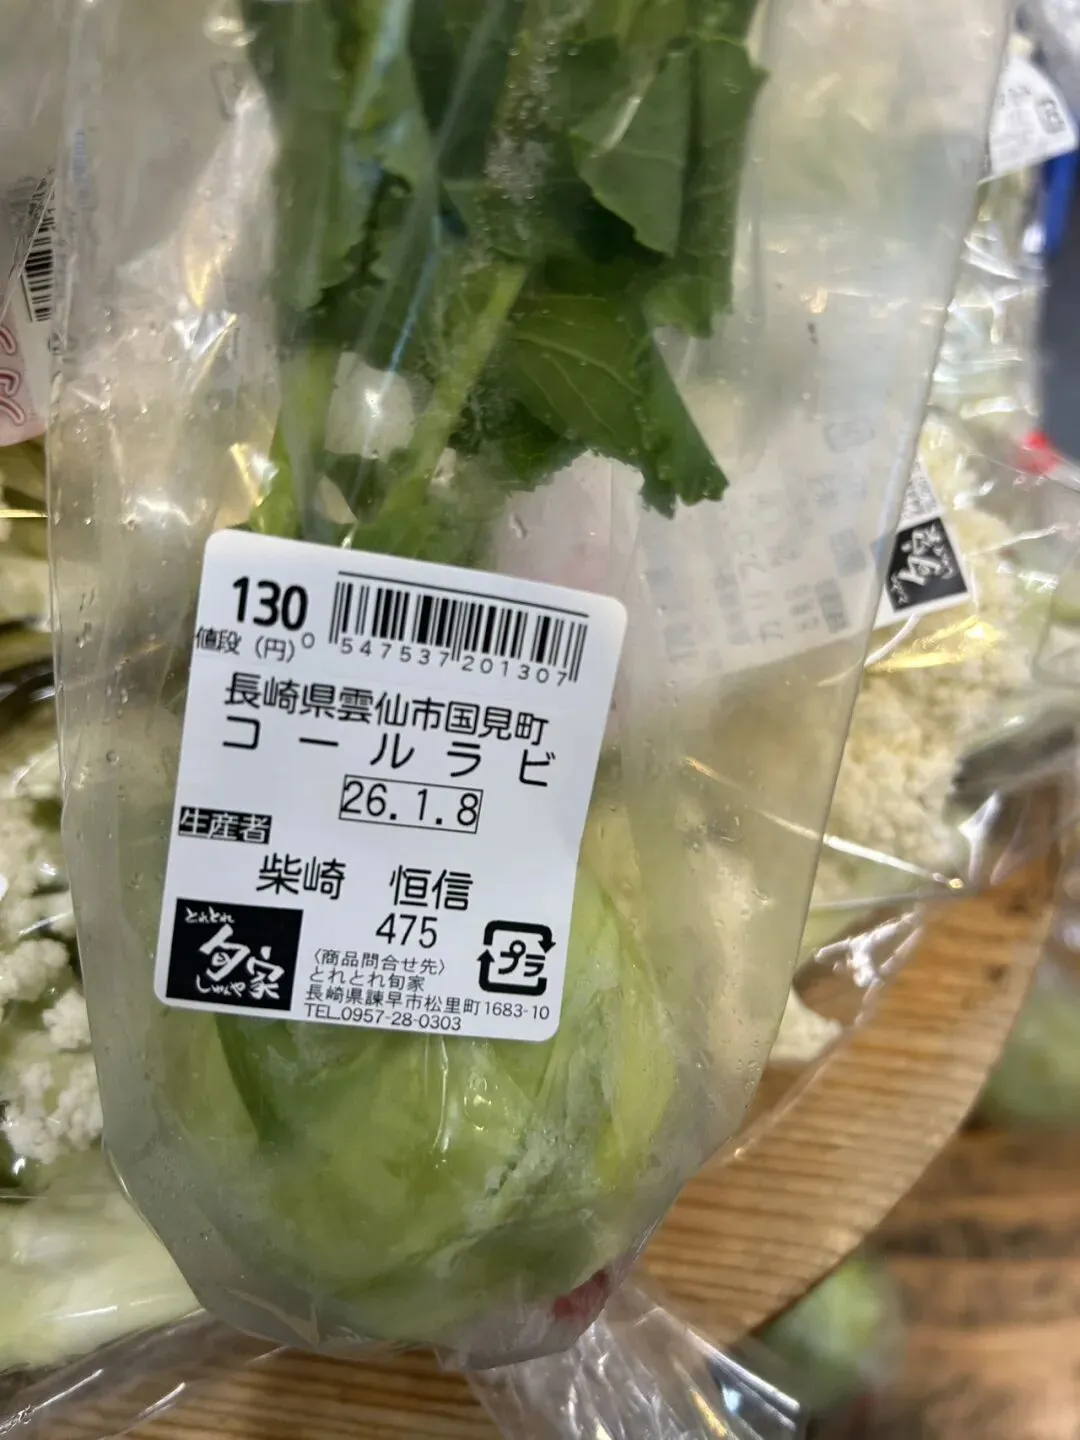 130
値段（円）
0 547537 201307
長崎県雲仙市国見町
コールラビ
26.1.8
生産者
柴崎 恒信
475
とれとれ
旬家
しゅんや
〈商品問合せ先〉
とれとれ旬家
長崎県諫早市松里町1683-10
TEL.0957-28-0303
プラ